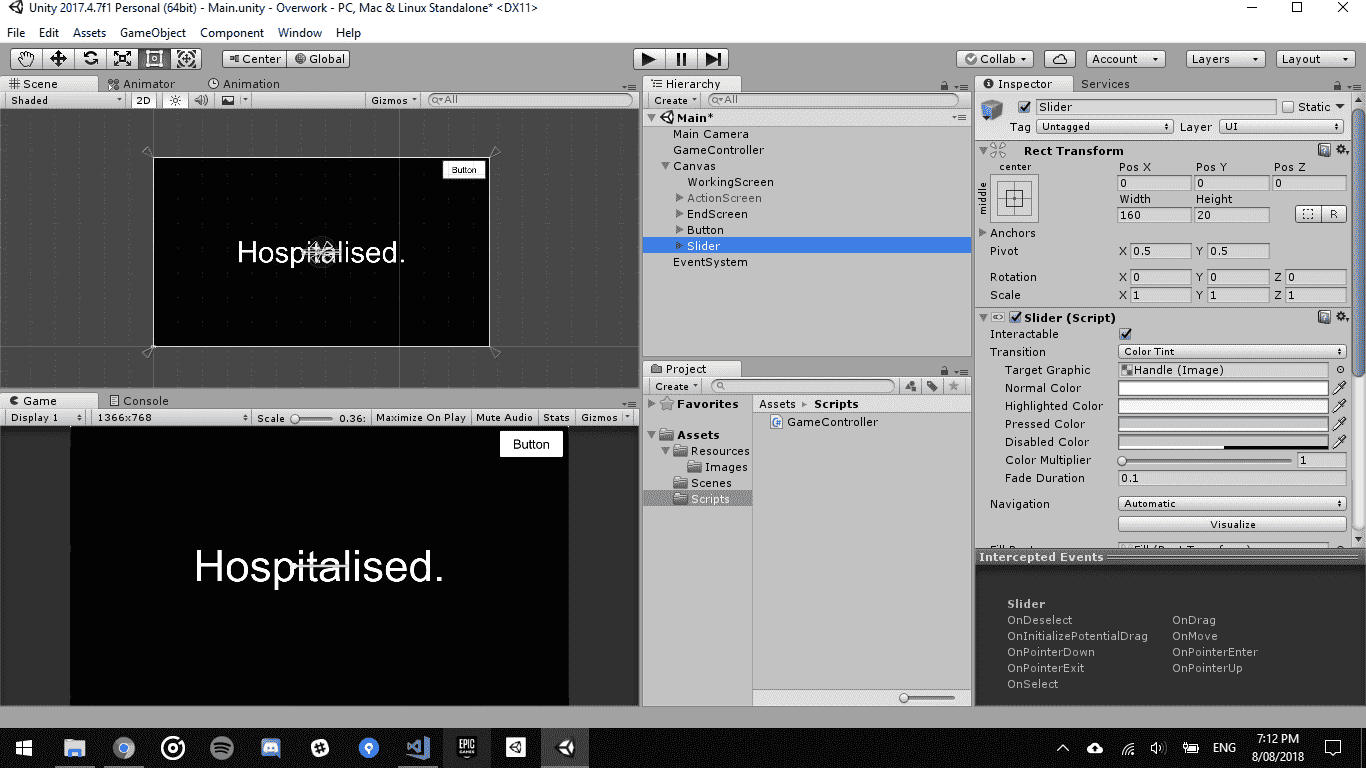 Unity 2017.4.7f1 Personal (64bit) - Main.unity - Overwork - PC, Mac & Linux Standalone* <DX11>
File Edit Assets GameObject Component Window Help
Center Global
Collab Account Layers Layout
Scene Animator Animation
Shaded 2D Gizmos All
Button
Hospitalised.
Game Console
Display 1 1366x768 Scale 0.36: Maximize On Play Mute Audio Stats Gizmos
Button
Hospitalised.
Hierarchy
Create All
Main*
Main Camera
GameController
Canvas
WorkingScreen
ActionScreen
EndScreen
Button
Slider
EventSystem
Project
Create
Favorites
Assets
Resources
Images
Scenes
Scripts
Assets Scripts
GameController
Inspector Services
Slider Static
Tag Untagged Layer UI
Rect Transform
center
middle
Pos X Pos Y Pos Z
0 0 0
Width Height
160 20 R
Anchors
Pivot X 0.5 Y 0.5
Rotation X 0 Y 0 Z 0
Scale X 1 Y 1 Z 1
Slider (Script)
Interactable
Transition Color Tint
Target Graphic Handle (Image)
Normal Color
Highlighted Color
Pressed Color
Disabled Color
Color Multiplier 1
Fade Duration 0.1
Navigation Automatic
Visualize
Intercepted Events
Slider
OnDeselect OnDrag
OnInitializePotentialDrag OnMove
OnPointerDown OnPointerEnter
OnPointerExit OnPointerUp
OnSelect
EPIC GAMES
ENG
7:12 PM
8/08/2018